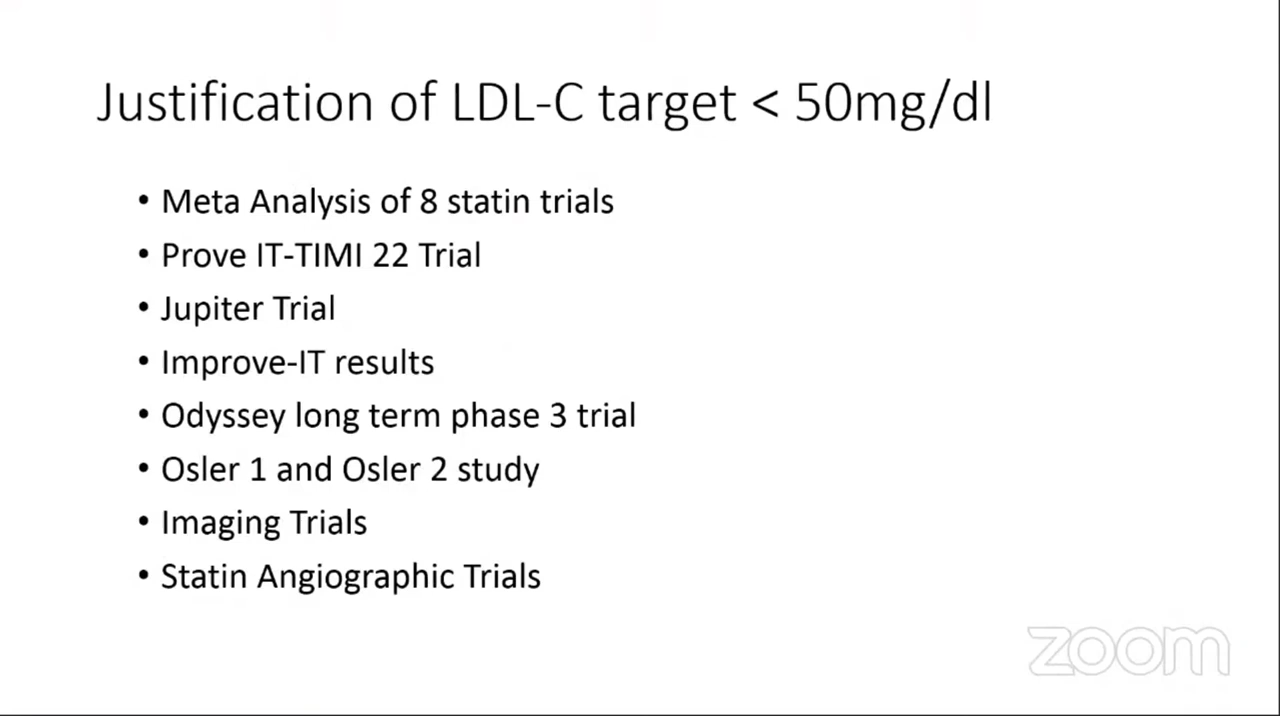 Justification of LDL-C target < 50mg/dl
• Meta Analysis of 8 statin trials
• Prove IT-TIMI 22 Trial
• Jupiter Trial
• Improve-IT results
• Odyssey long term phase 3 trial
• Osler 1 and Osler 2 study
• Imaging Trials
• Statin Angiographic Trials
zoom